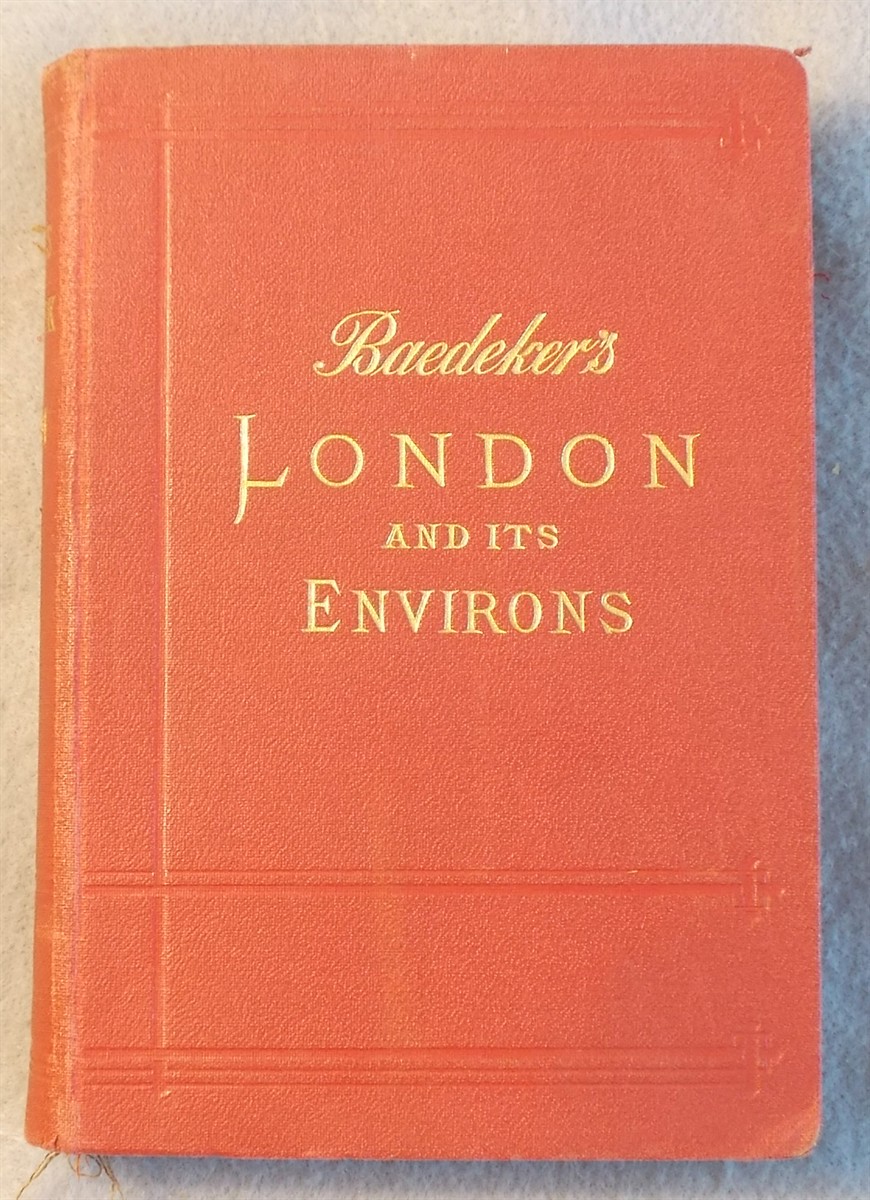 Baedeker's
LONDON
AND ITS
ENVIRONS